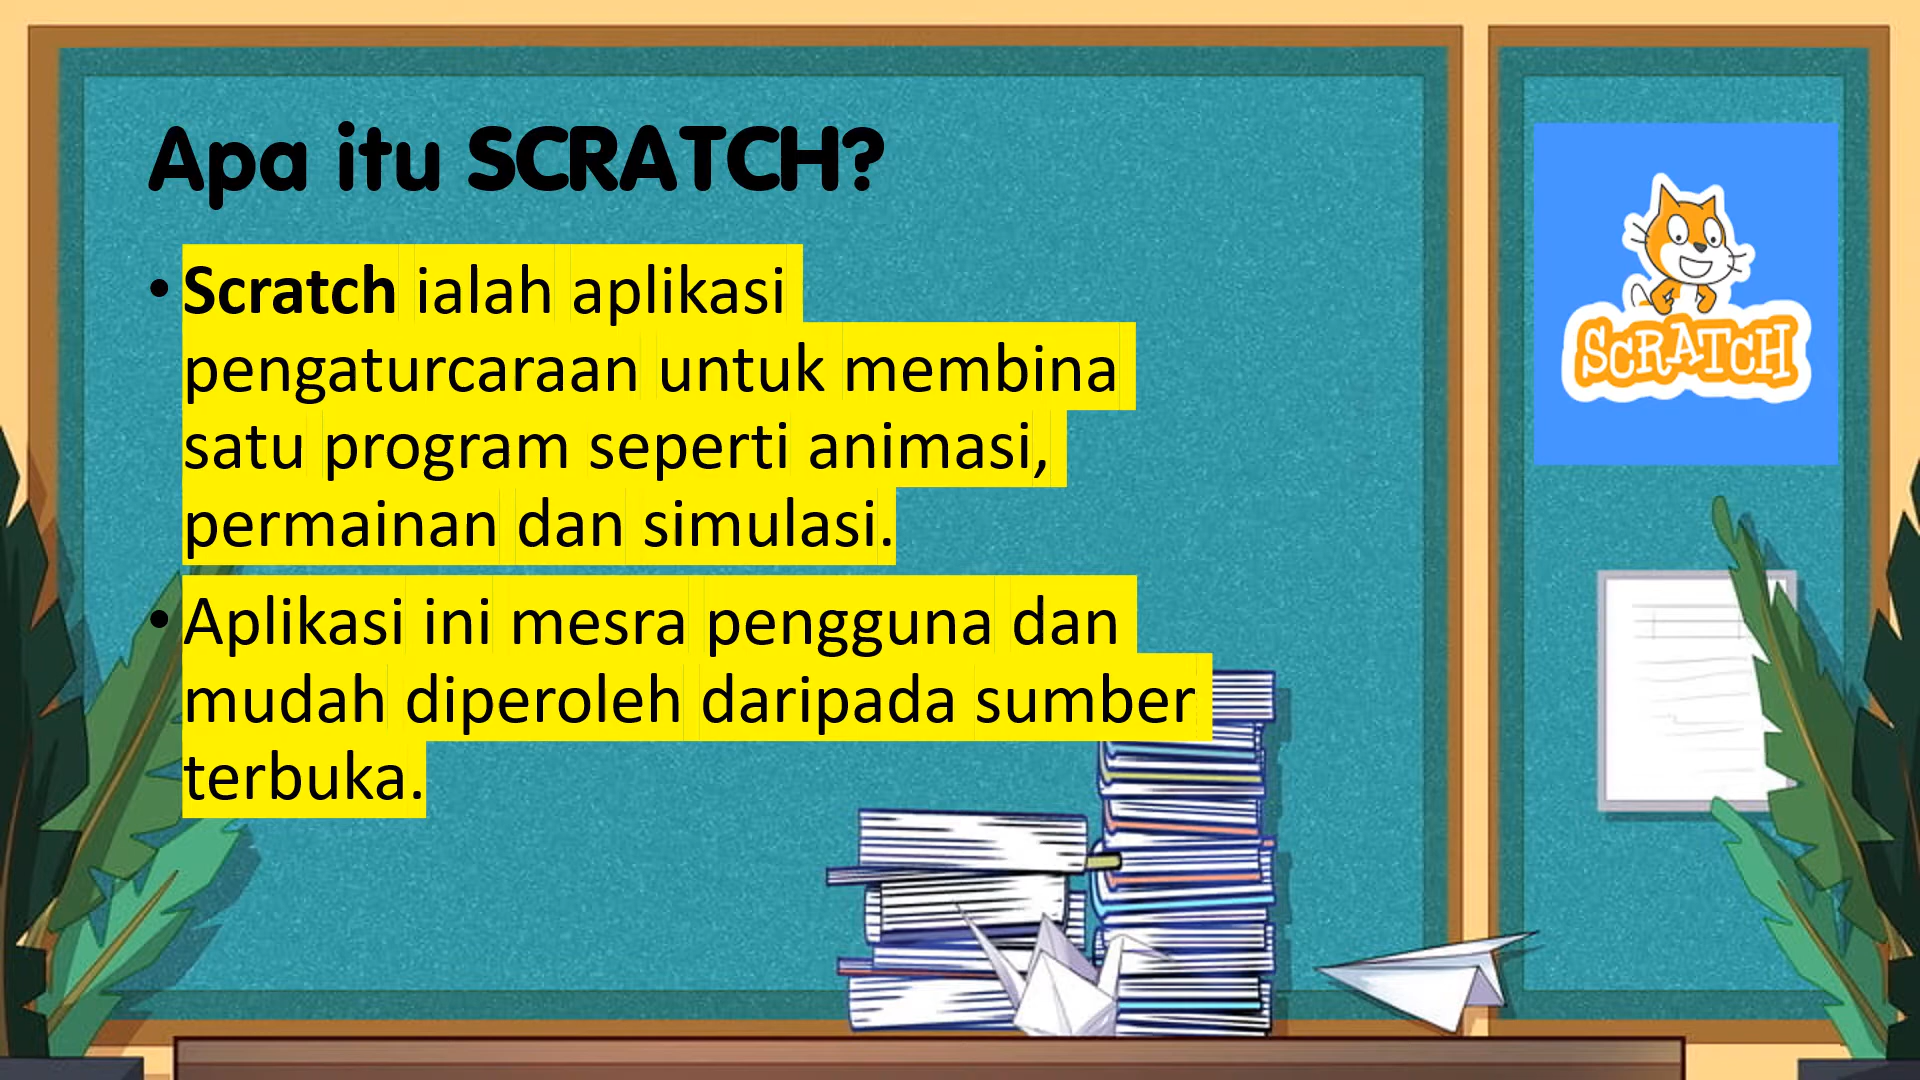 Apa itu SCRATCH?
• Scratch ialah aplikasi
pengaturcaraan untuk membina
satu program seperti animasi,
permainan dan simulasi.
• Aplikasi ini mesra pengguna dan
mudah diperoleh daripada sumber
terbuka.
SCRATCH